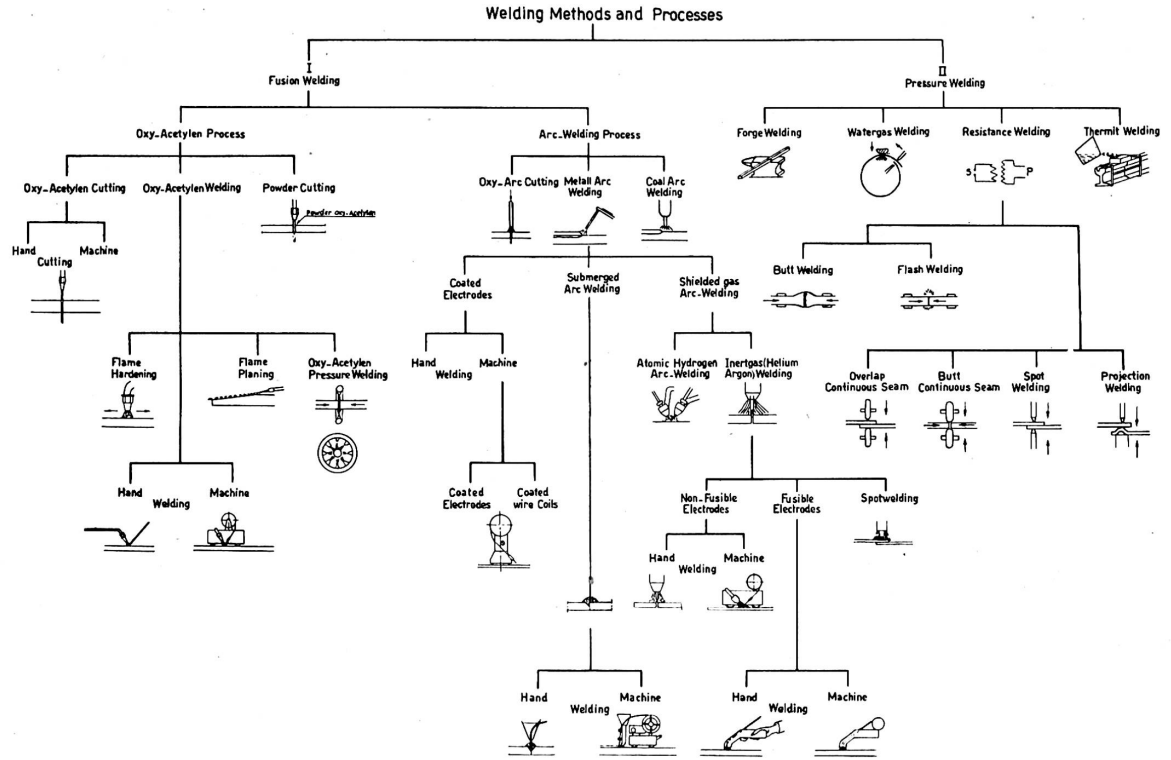 Welding Methods and Processes
I
Fusion Welding
II
Pressure Welding
Oxy-Acetylen Process
Arc-Welding Process
Forge Welding
Watergas Welding
Resistance Welding
Thermit Welding
S
P
Oxy-Acetylen Cutting
Oxy-Acetylen Welding
Powder Cutting
Powder Oxy-Acetylen
Oxy-Arc Cutting
Metall Arc
Welding
Coal Arc
Welding
Hand
Machine
Cutting
Coated
Electrodes
Submerged
Arc Welding
Shielded gas
Arc-Welding
Butt Welding
Flash Welding
Flame
Hardening
Flame
Planing
Oxy-Acetylen
Pressure Welding
Hand
Machine
Welding
Atomic Hydrogen
Arc-Welding
Inertgas(Helium
Argon)Welding
Overlap
Continuous Seam
Butt
Continuous Seam
Spot
Welding
Projection
Welding
Hand
Machine
Welding
Coated
Electrodes
Coated
wire Coils
Non-Fusible
Electrodes
Fusible
Electrodes
Spotwelding
Hand
Machine
Welding
Hand
Machine
Welding
Hand
Machine
Welding